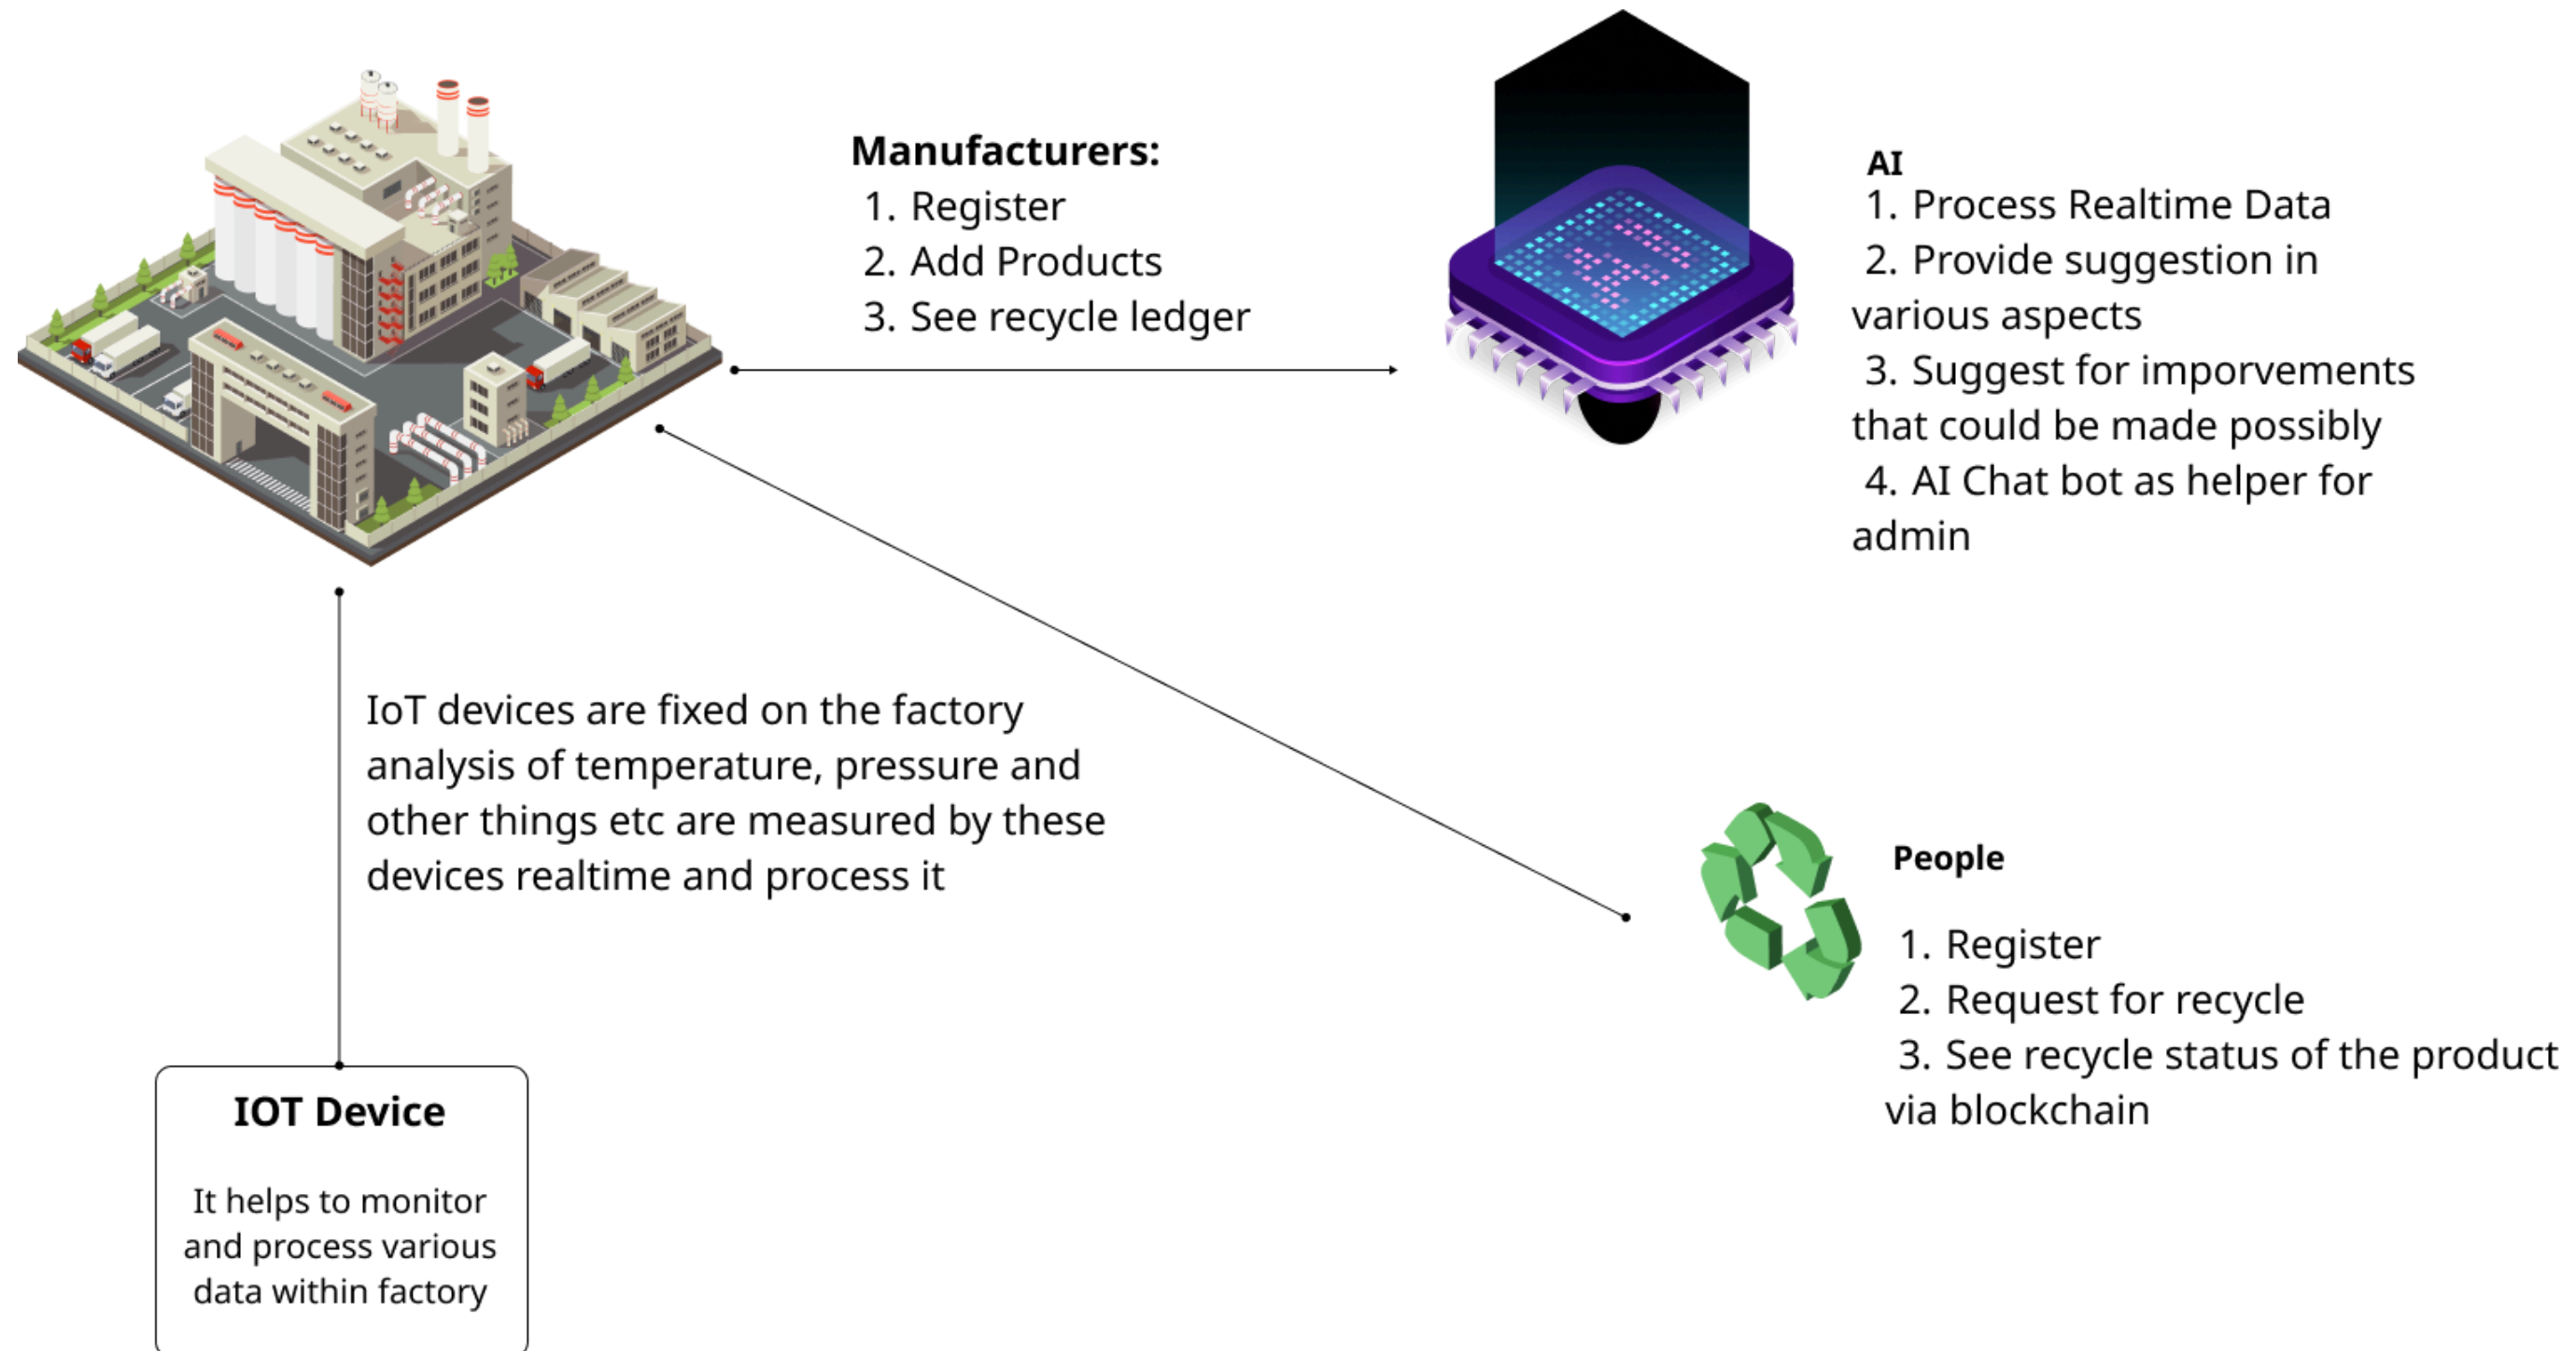 Manufacturers:
1. Register
2. Add Products
3. See recycle ledger
AI
1. Process Realtime Data
2. Provide suggestion in
various aspects
3. Suggest for imporvements
that could be made possibly
4. AI Chat bot as helper for
admin
IoT devices are fixed on the factory
analysis of temperature, pressure and
other things etc are measured by these
devices realtime and process it
People
1. Register
2. Request for recycle
3. See recycle status of the product
via blockchain
IOT Device
It helps to monitor
and process various
data within factory